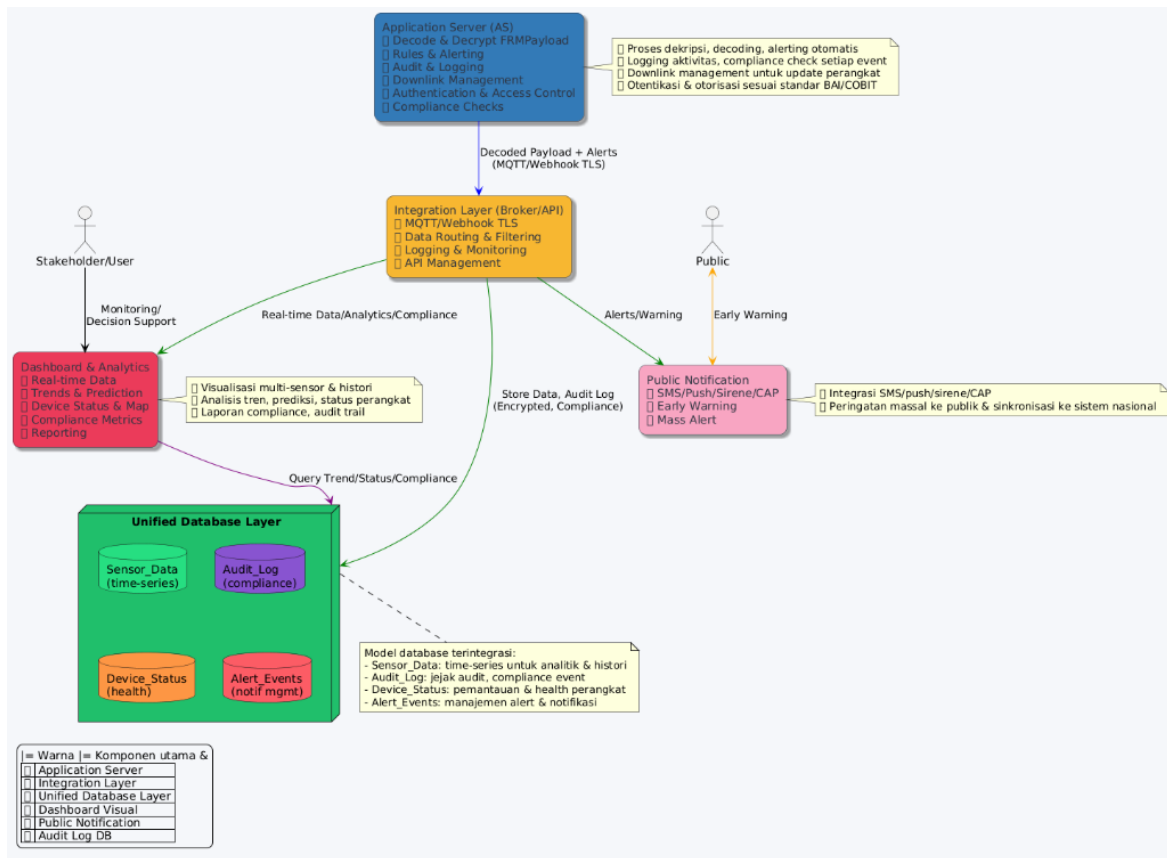 Application Server (AS)
▯ Decode & Decrypt FRMPayload
▯ Rules & Alerting
▯ Audit & Logging
▯ Downlink Management
▯ Authentication & Access Control
▯ Compliance Checks
▯ Proses dekripsi, decoding, alerting otomatis
▯ Logging aktivitas, compliance check setiap event
▯ Downlink management untuk update perangkat
▯ Otentikasi & otorisasi sesuai standar BAI/COBIT
Decoded Payload + Alerts
(MQTT/Webhook TLS)
Integration Layer (Broker/API)
▯ MQTT/Webhook TLS
▯ Data Routing & Filtering
▯ Logging & Monitoring
▯ API Management
Stakeholder/User
Public
Monitoring/
Decision Support
Real-time Data/Analytics/Compliance
Alerts/Warning
Early Warning
Dashboard & Analytics
▯ Real-time Data
▯ Trends & Prediction
▯ Device Status & Map
▯ Compliance Metrics
▯ Reporting
▯ Visualisasi multi-sensor & histori
▯ Analisis tren, prediksi, status perangkat
▯ Laporan compliance, audit trail
Store Data, Audit Log
(Encrypted, Compliance)
Public Notification
▯ SMS/Push/Sirene/CAP
▯ Early Warning
▯ Mass Alert
▯ Integrasi SMS/push/sirene/CAP
▯ Peringatan massal ke publik & sinkronisasi ke sistem nasional
Query Trend/Status/Compliance
Unified Database Layer
Sensor_Data
(time-series)
Audit_Log
(compliance)
Device_Status
(health)
Alert_Events
(notif mgmt)
Model database terintegrasi:
- Sensor_Data: time-series untuk analitik & histori
- Audit_Log: jejak audit, compliance event
- Device_Status: pemantauan & health perangkat
- Alert_Events: manajemen alert & notifikasi
|= Warna |= Komponen utama &
▯ Application Server
▯ Integration Layer
▯ Unified Database Layer
▯ Dashboard Visual
▯ Public Notification
▯ Audit Log DB